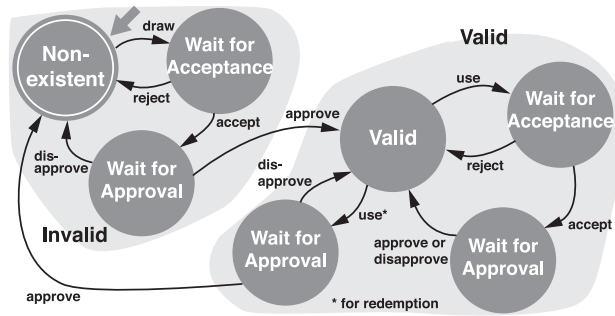 draw
Non-
existent
Wait for
Acceptance
reject
accept
dis-
approve
Wait for
Approval
Invalid
approve
Valid
use
Valid
Wait for
Acceptance
reject
dis-
approve
use*
Wait for
Approval
approve or
disapprove
Wait for
Approval
accept
approve
* for redemption